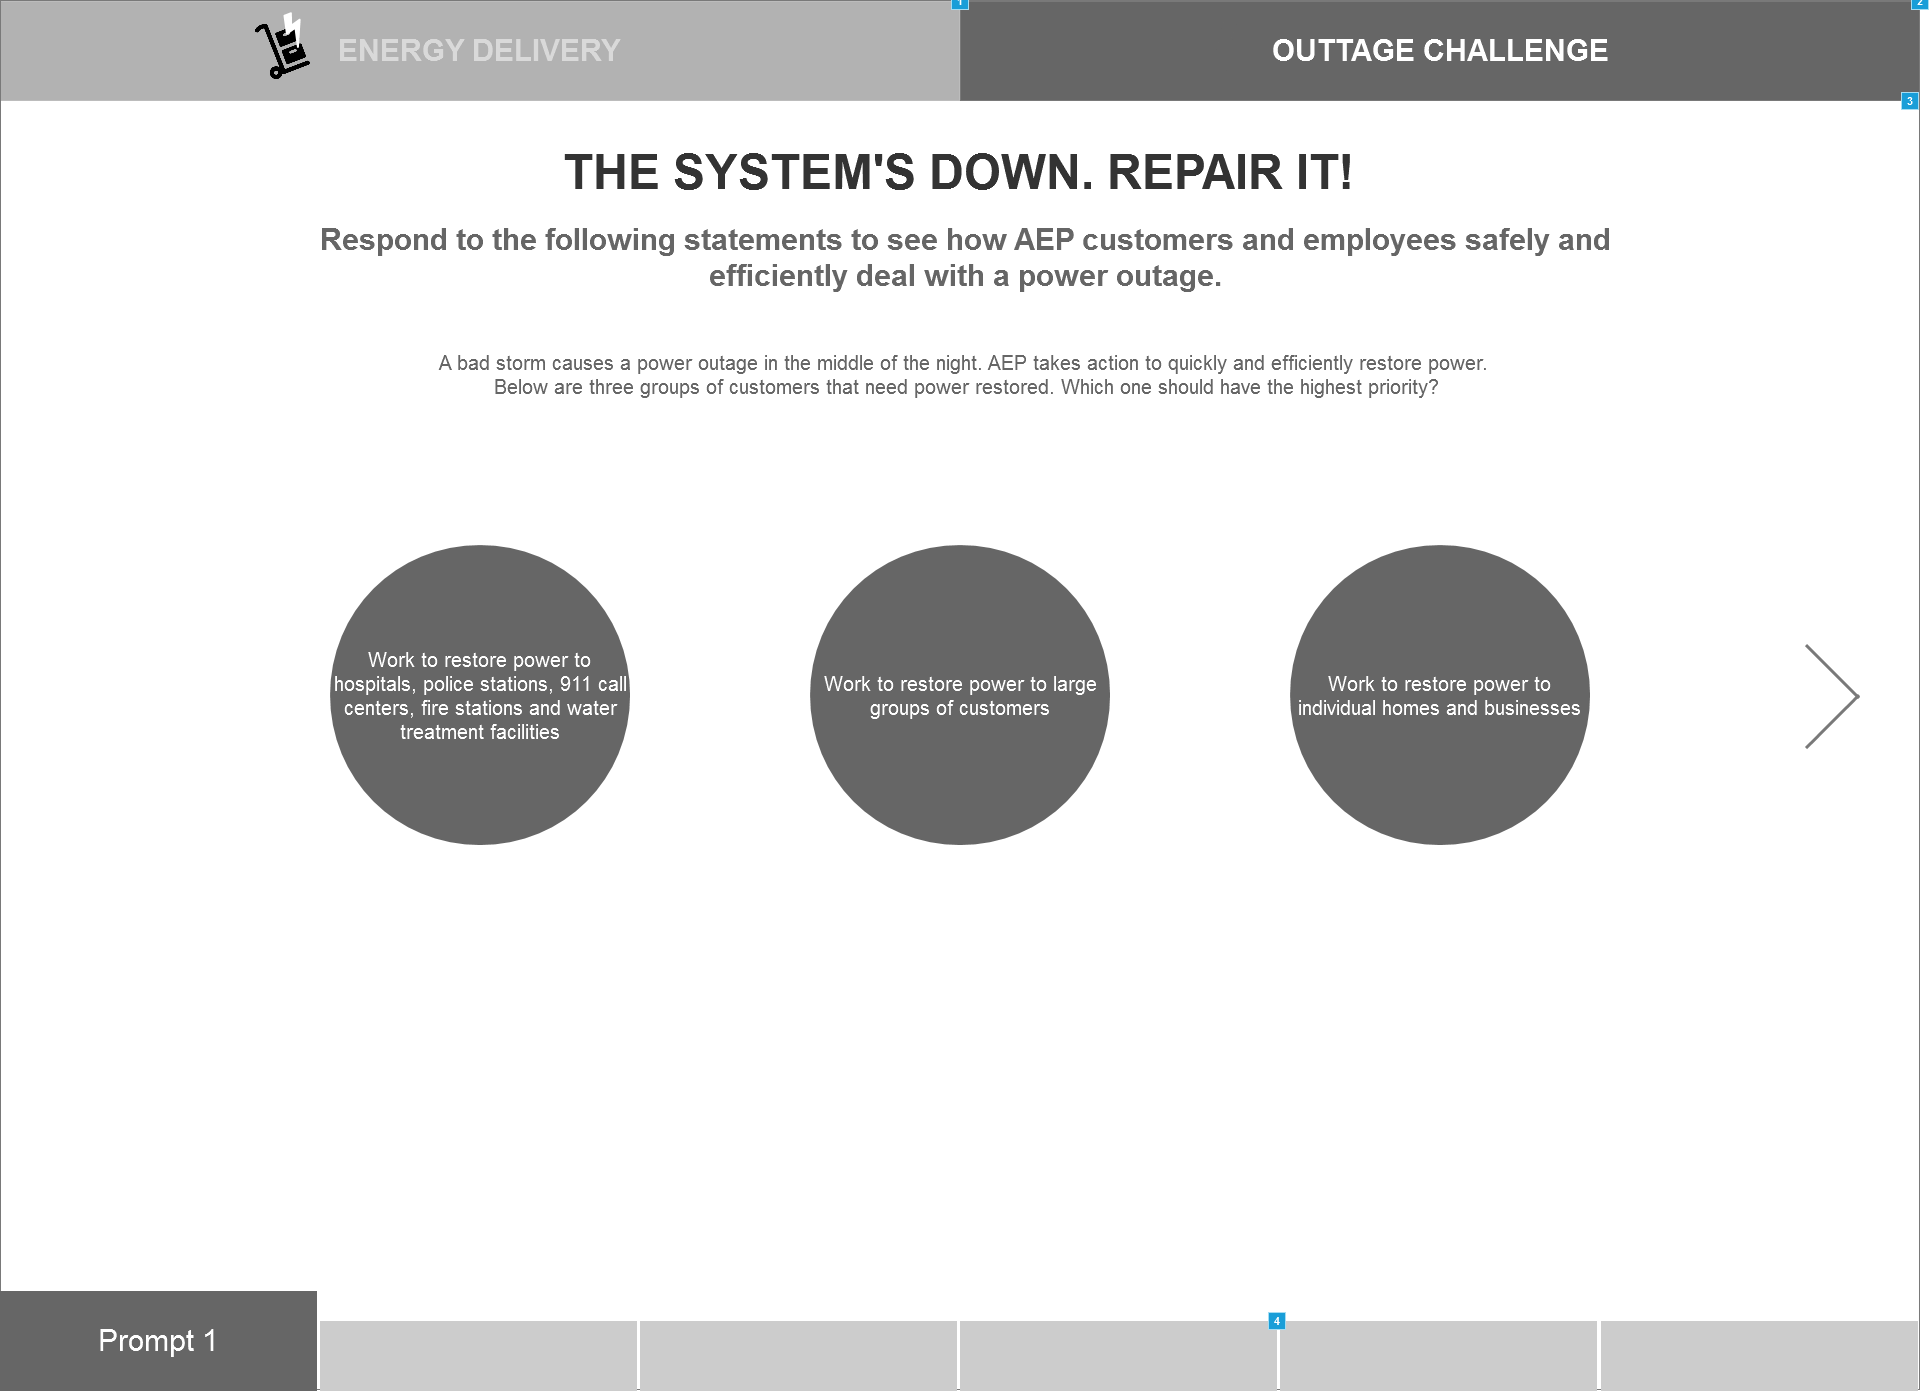 1
2
ENERGY DELIVERY
OUTTAGE CHALLENGE
3
THE SYSTEM'S DOWN. REPAIR IT!
Respond to the following statements to see how AEP customers and employees safely and
efficiently deal with a power outage.
A bad storm causes a power outage in the middle of the night. AEP takes action to quickly and efficiently restore power.
Below are three groups of customers that need power restored. Which one should have the highest priority?
Work to restore power to
hospitals, police stations, 911 call
centers, fire stations and water
treatment facilities
Work to restore power to large
groups of customers
Work to restore power to
individual homes and businesses
4
Prompt 1